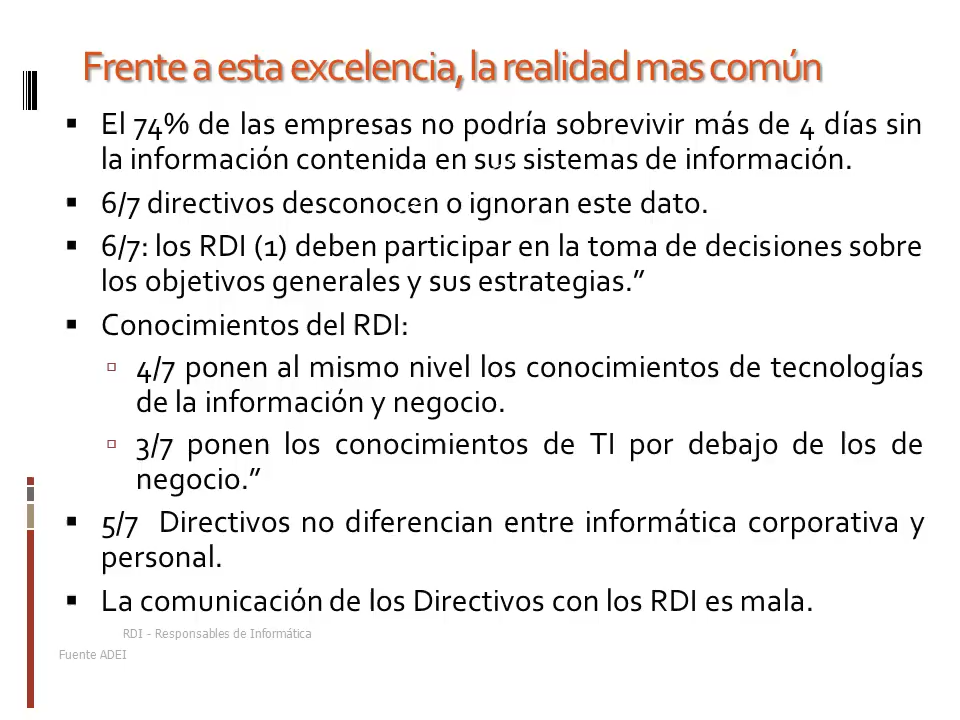 Frente a esta excelencia, la realidad mas común
▪ El 74% de las empresas no podría sobrevivir más de 4 días sin
la información contenida en sus sistemas de información.
▪ 6/7 directivos desconocen o ignoran este dato.
▪ 6/7: los RDI (1) deben participar en la toma de decisiones sobre
los objetivos generales y sus estrategias.”
▪ Conocimientos del RDI:
▫ 4/7 ponen al mismo nivel los conocimientos de tecnologías
de la información y negocio.
▫ 3/7 ponen los conocimientos de TI por debajo de los de
negocio.”
▪ 5/7 Directivos no diferencian entre informática corporativa y
personal.
▪ La comunicación de los Directivos con los RDI es mala.
RDI - Responsables de Informática
Fuente ADEI